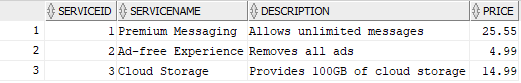 SERVICEID SERVICENAME DESCRIPTION PRICE
1 1 Premium Messaging Allows unlimited messages 25.55
2 2 Ad-free Experience Removes all ads 4.99
3 3 Cloud Storage Provides 100GB of cloud storage 14.99